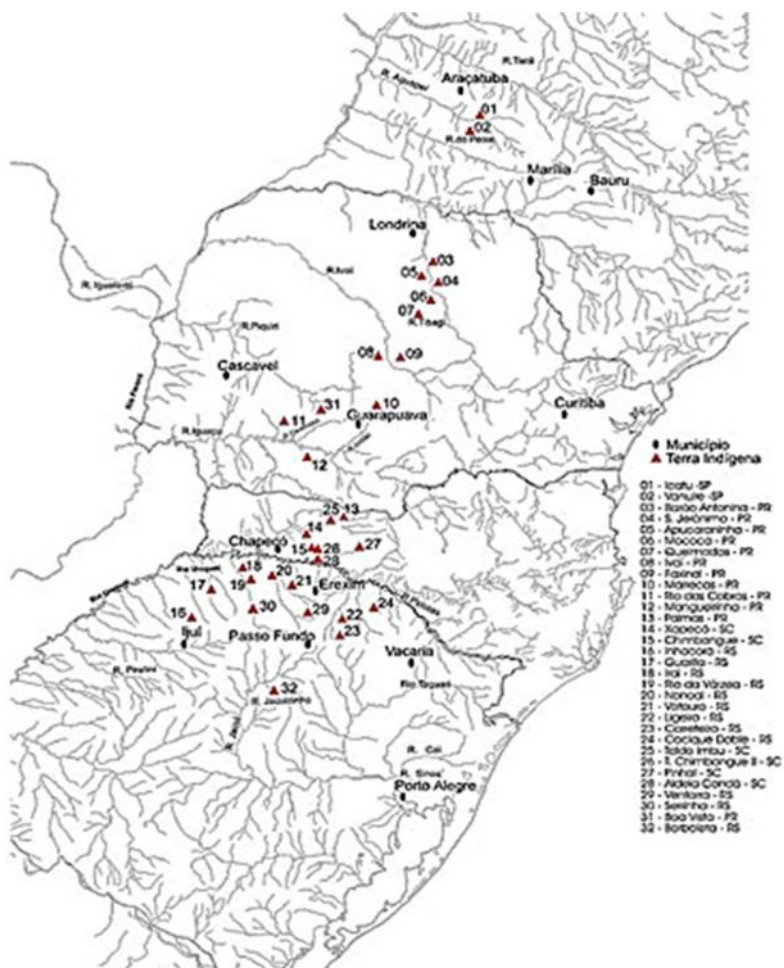 R.Tietê
Araçatuba
R. Aguapeí
01
02
R.do Peixe
Marília
Bauru
Londrina
03
05
04
R.Ivaí
06
07
R.Tibagi
R. Iguatemi
R.Piquiri
08
09
Cascavel
Rio Paraná
31
10
11
Guarapuava
Curitiba
R.Iguaçu
12
Município
Terra Indígena
25
13
14
Chapecó
15
26
27
28
Rio Uruguai
18
20
19
21
Erexim
17
R. Pelotas
30
29
24
16
22
Ijuí
Passo Fundo
23
Vacaria
R. Piratini
Rio Taquari
32
R. Jacuizinho
R. Jacuí
R. Caí
R. Sinos
Porto Alegre
01 - Icatu -SP
02 - Vanuíre -SP
03 - Barão Antonina - PR
04 - S. Jerônimo - PR
05 - Apucaraninha - PR
06 - Mococa - PR
07 - Queimadas - PR
08 - Ivaí - PR
09 - Faxinal - PR
10 - Marrecas - PR
11 - Rio das Cobras - PR
12 - Mangueirinha - PR
13 - Palmas - PR
14 - Xapecó - SC
15 - Chimbangue - SC
16 - Inhacorá - RS
17 - Guarita - RS
18 - Iraí - RS
19 - Rio da Várzea - RS
20 - Nonoai - RS
21 - Votouro - RS
22 - Ligeiro - RS
23 - Carreteiro - RS
24 - Cacique Doble - RS
25 - Toldo Imbu - SC
26 - T. Chimbangue II - SC
27 - Pinhal - SC
28 - Aldeia Condá - SC
29 - Ventarra - RS
30 - Serrinha - RS
31 - Boa Vista - PR
32 - Borboleta - RS